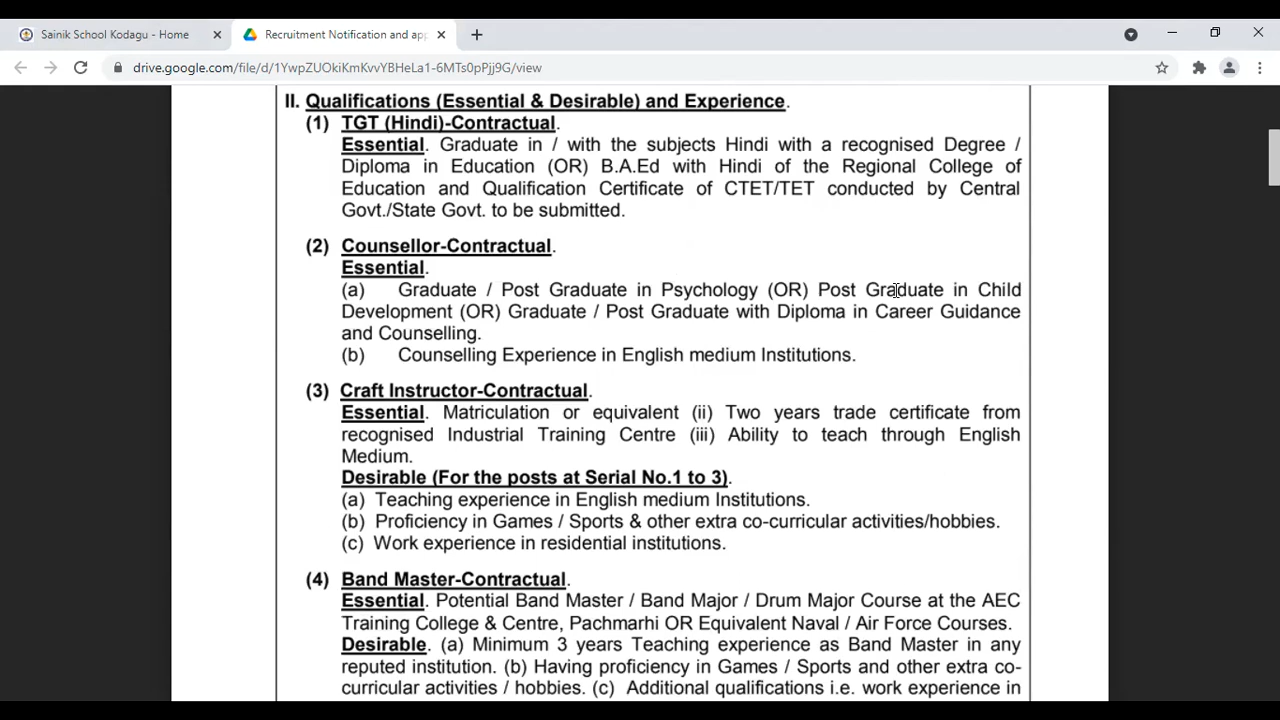 Sainik School Kodagu - Home
Recruitment Notification and ap
drive.google.com/file/d/1YwpZUOkiKmKvvYBHeLa1-6MTs0pPjj9G/view
II. Qualifications (Essential & Desirable) and Experience.
(1) TGT (Hindi)-Contractual.
Essential. Graduate in / with the subjects Hindi with a recognised Degree /
Diploma in Education (OR) B.A.Ed with Hindi of the Regional College of
Education and Qualification Certificate of CTET/TET conducted by Central
Govt./State Govt. to be submitted.
(2) Counsellor-Contractual.
Essential.
(a) Graduate / Post Graduate in Psychology (OR) Post Graduate in Child
Development (OR) Graduate / Post Graduate with Diploma in Career Guidance
and Counselling.
(b) Counselling Experience in English medium Institutions.
(3) Craft Instructor-Contractual.
Essential. Matriculation or equivalent (ii) Two years trade certificate from
recognised Industrial Training Centre (iii) Ability to teach through English
Medium.
Desirable (For the posts at Serial No.1 to 3).
(a) Teaching experience in English medium Institutions.
(b) Proficiency in Games / Sports & other extra co-curricular activities/hobbies.
(c) Work experience in residential institutions.
(4) Band Master-Contractual.
Essential. Potential Band Master / Band Major / Drum Major Course at the AEC
Training College & Centre, Pachmarhi OR Equivalent Naval / Air Force Courses.
Desirable. (a) Minimum 3 years Teaching experience as Band Master in any
reputed institution. (b) Having proficiency in Games / Sports and other extra co-
curricular activities / hobbies. (c) Additional qualifications i.e. work experience in